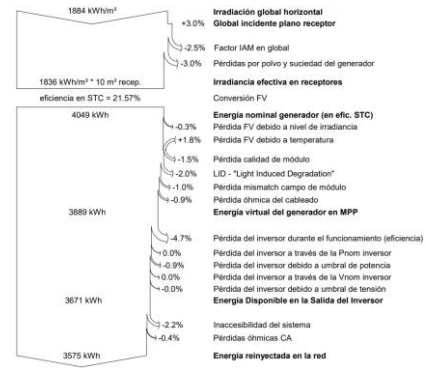 1884 kWh/m² Irradiación global horizontal
+3.0% Global incidente plano receptor
-2.5% Factor IAM en global
-3.0% Pérdidas por polvo y suciedad del generador
1836 kWh/m² * 10 m² recep. Irradiancia efectiva en receptores
eficiencia en STC = 21.57% Conversión FV
4049 kWh Energía nominal generador (en efic. STC)
-0.3% Pérdida FV debido a nivel de irradiancia
+1.8% Pérdida FV debido a temperatura
-1.5% Pérdida calidad de módulo
-2.0% LID - "Light Induced Degradation"
-1.0% Pérdida mismatch campo de módulo
-0.9% Pérdida óhmica del cableado
3889 kWh Energía virtual del generador en MPP
-4.7% Pérdida del inversor durante el funcionamiento (eficiencia)
0.0% Pérdida del inversor a través de la Pnom inversor
-0.9% Pérdida del inversor debido a umbral de potencia
0.0% Pérdida del inversor a través de la Vnom inversor
-0.0% Pérdida del inversor debido a umbral de tensión
3671 kWh Energía Disponible en la Salida del Inversor
-2.2% Inaccesibilidad del sistema
-0.4% Pérdidas óhmicas CA
3575 kWh Energía reinyectada en la red